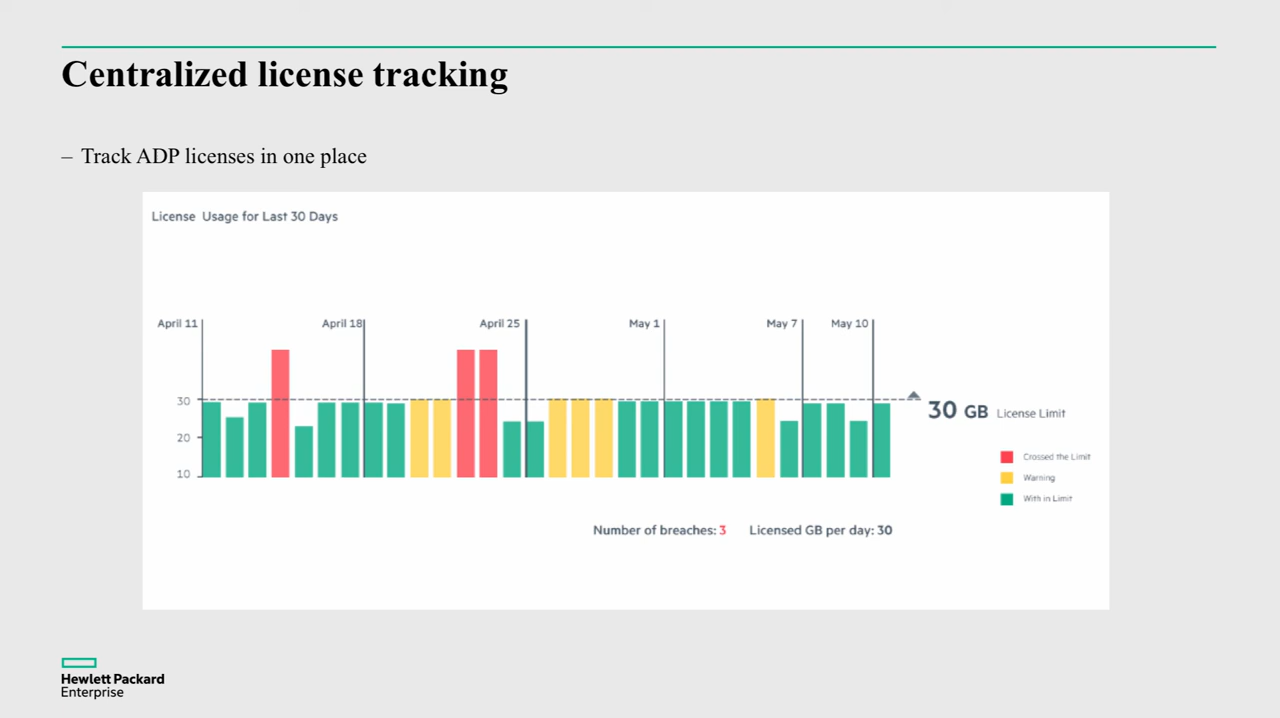 Centralized license tracking
– Track ADP licenses in one place
License Usage for Last 30 Days
April 11 April 18 April 25 May 1 May 7 May 10
30
20
10
30 GB License Limit
Crossed the Limit
Warning
With in Limit
Number of breaches: 3 Licensed GB per day: 30
Hewlett Packard
Enterprise